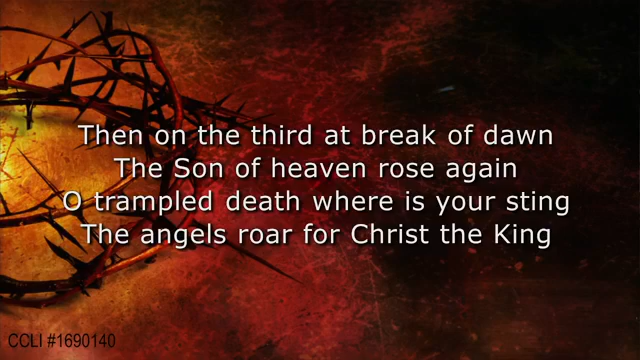 Then on the third at break of dawn
The Son of heaven rose again
O trampled death where is your sting
The angels roar for Christ the King
CCLI #1690140